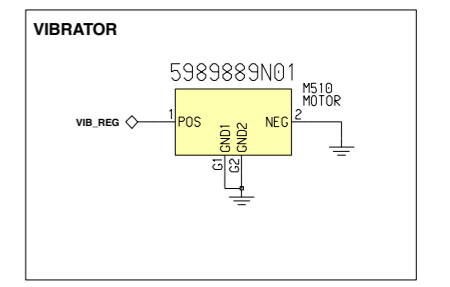 VIBRATOR
5989889N01
M510
MOTOR
VIB_REG
1
POS
NEG
2
GND1
GND2
G1
G2